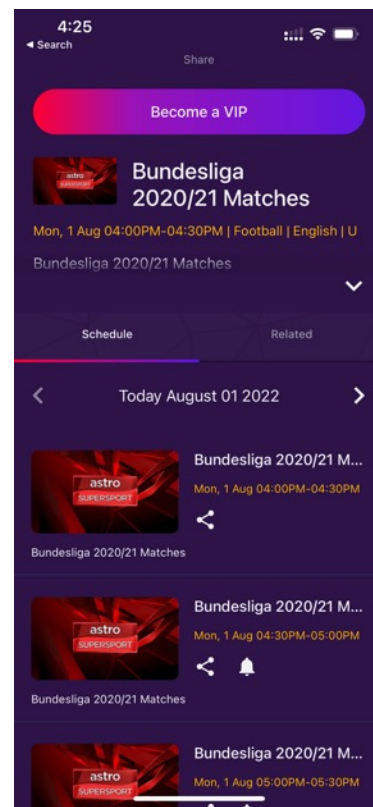 4:25
Search
Share
Become a VIP
astro
SUPERSPORT
Bundesliga
2020/21 Matches
Mon, 1 Aug 04:00PM-04:30PM | Football | English | U
Bundesliga 2020/21 Matches
Schedule
Related
Today August 01 2022
astro
SUPERSPORT
Bundesliga 2020/21 M...
Mon, 1 Aug 04:00PM-04:30PM
Bundesliga 2020/21 Matches
astro
SUPERSPORT
Bundesliga 2020/21 M...
Mon, 1 Aug 04:30PM-05:00PM
Bundesliga 2020/21 Matches
astro
SUPERSPORT
Bundesliga 2020/21 M...
Mon, 1 Aug 05:00PM-05:30PM